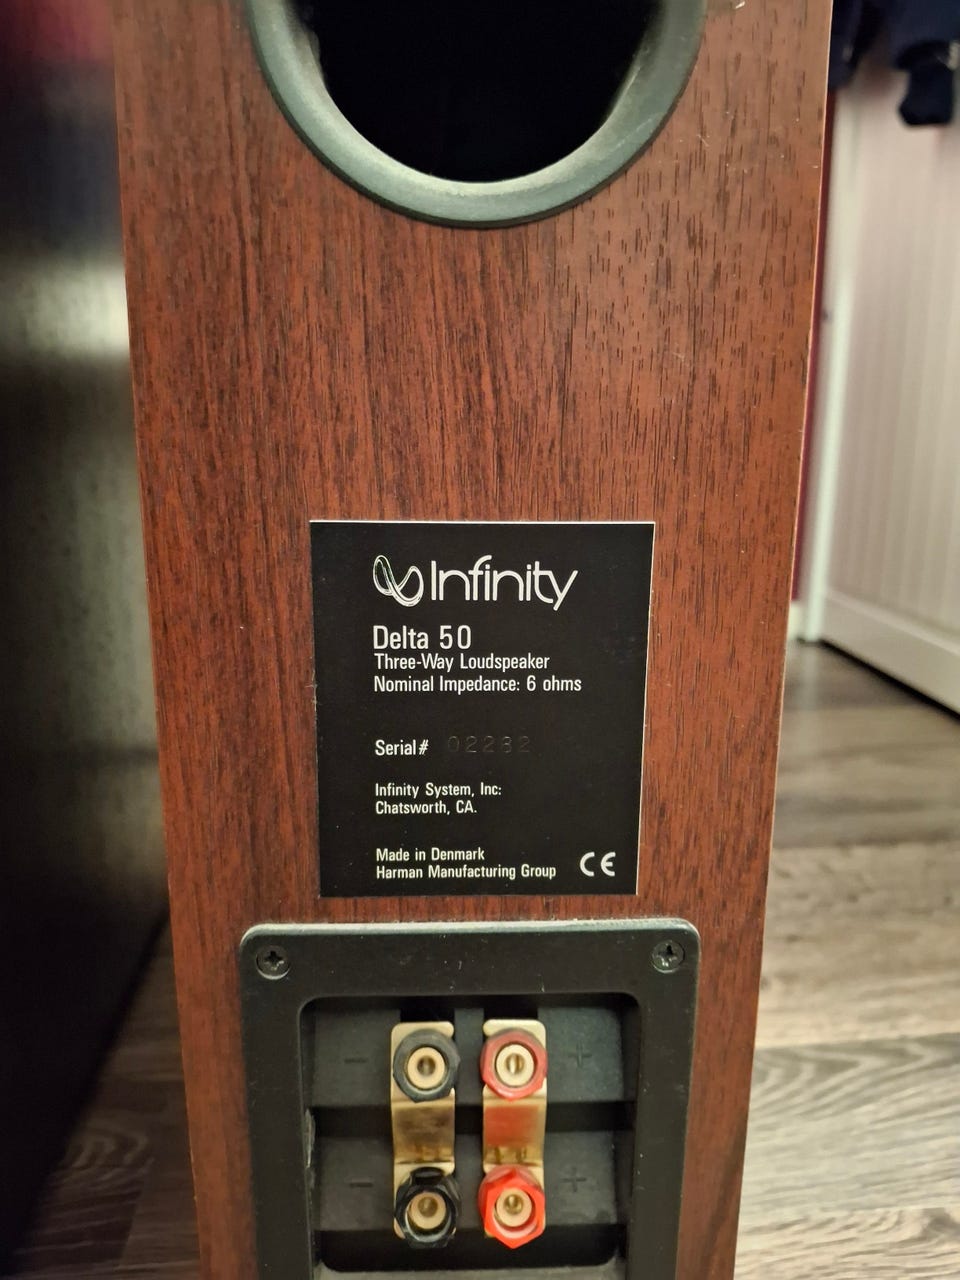 Infinity
Delta 50
Three-Way Loudspeaker
Nominal Impedance: 6 ohms
Serial# 02282
Infinity System, Inc:
Chatsworth, CA.
Made in Denmark
Harman Manufacturing Group CE
- +
- +